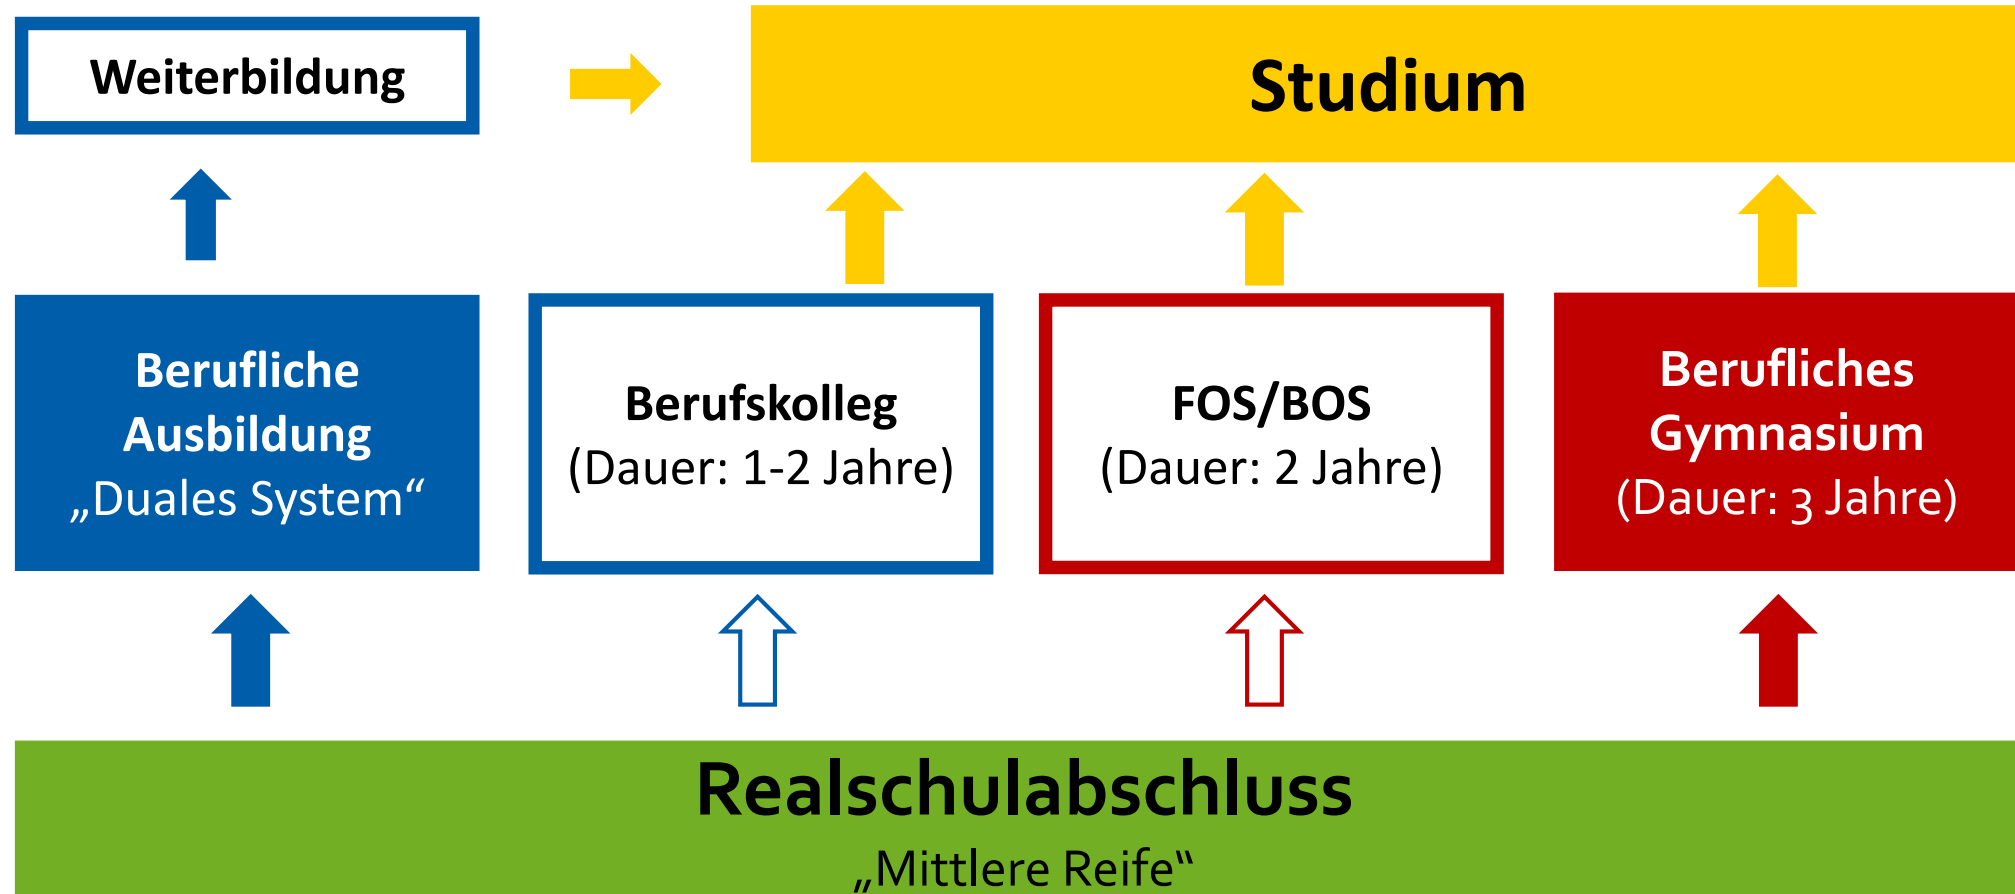 Weiterbildung
Studium
Berufliche
Ausbildung
„Duales System“
Berufskolleg
(Dauer: 1-2 Jahre)
FOS/BOS
(Dauer: 2 Jahre)
Berufliches
Gymnasium
(Dauer: 3 Jahre)
Realschulabschluss
„Mittlere Reife“